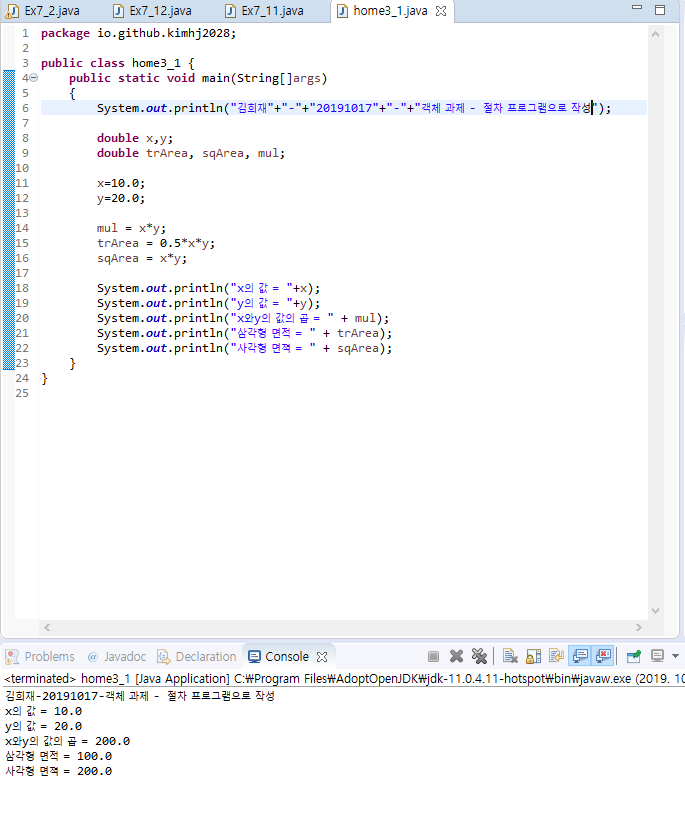 Ex7_2.java Ex7_12.java Ex7_11.java home3_1.java
1 package io.github.kimhj2028;
2
3 public class home3_1 {
4 public static void main(String[]args)
5 {
6 System.out.println("김희재"+"-"+"20191017"+"-"+"객체 과제 - 절차 프로그램으로 작성");
7
8 double x,y;
9 double trArea, sqArea, mul;
10
11 x=10.0;
12 y=20.0;
13
14 mul = x*y;
15 trArea = 0.5*x*y;
16 sqArea = x*y;
17
18 System.out.println("x의 값 = "+x);
19 System.out.println("y의 값 = "+y);
20 System.out.println("x와y의 값의 곱 = " + mul);
21 System.out.println("삼각형 면적 = " + trArea);
22 System.out.println("사각형 면쩍 = " + sqArea);
23 }
24 }
25
Problems @ Javadoc Declaration Console
<terminated> home3_1 [Java Application] C:₩Program Files₩AdoptOpenJDK₩jdk-11.0.4.11-hotspot₩bin₩javaw.exe (2019. 10
김희재-20191017-객체 과제 - 절차 프로그램으로 작성
x의 값 = 10.0
y의 값 = 20.0
x와y의 값의 곱 = 200.0
삼각형 면적 = 100.0
사각형 면쩍 = 200.0